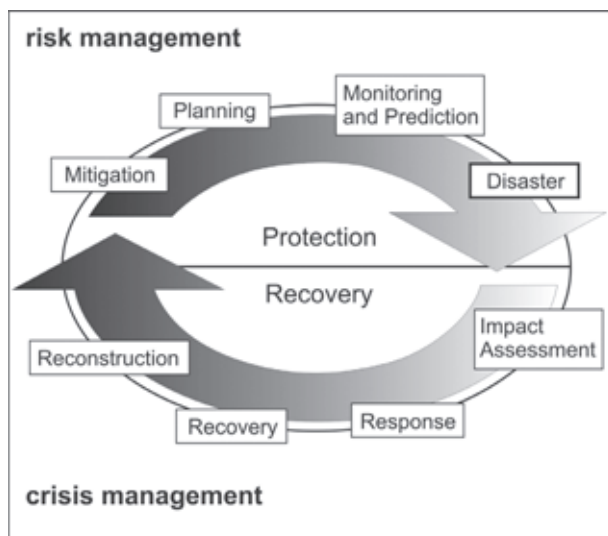 risk management
Planning
Monitoring
and Prediction
Mitigation
Disaster
Protection
Recovery
Impact
Assessment
Reconstruction
Recovery
Response
crisis management